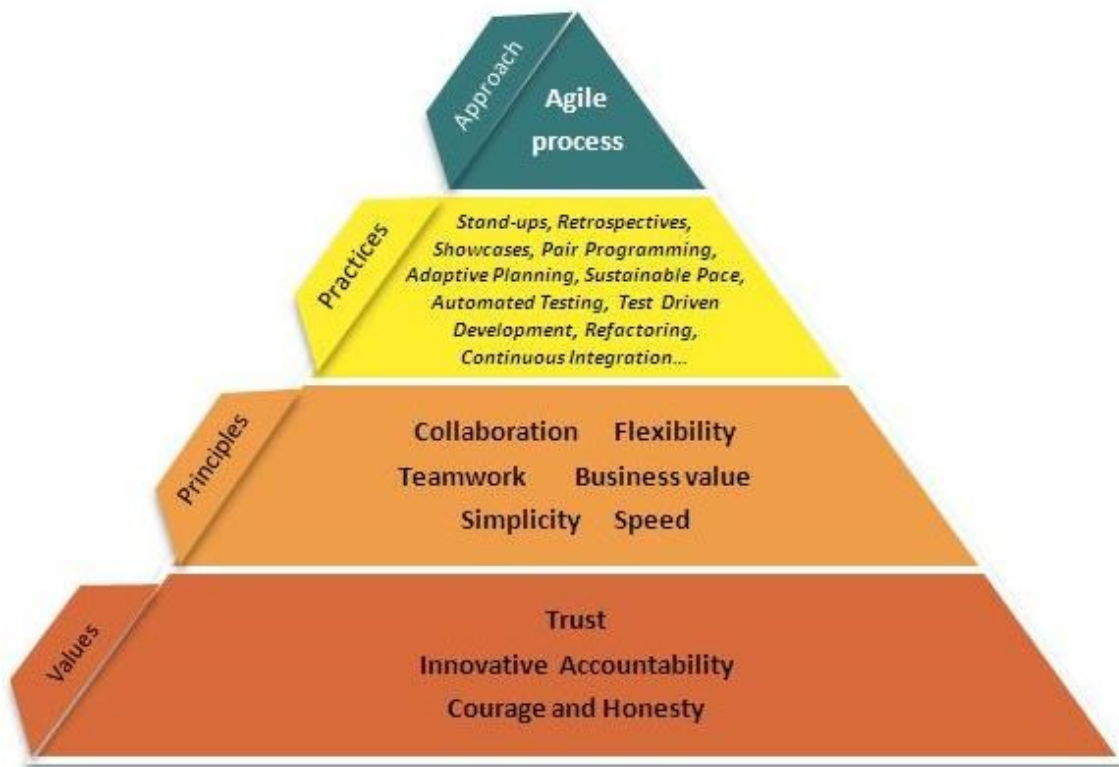 Approach
Agile
process
Practices
Stand-ups, Retrospectives,
Showcases, Pair Programming,
Adaptive Planning, Sustainable Pace,
Automated Testing, Test Driven
Development, Refactoring,
Continuous Integration...
Principles
Collaboration Flexibility
Teamwork Business value
Simplicity Speed
Values
Trust
Innovative Accountability
Courage and Honesty